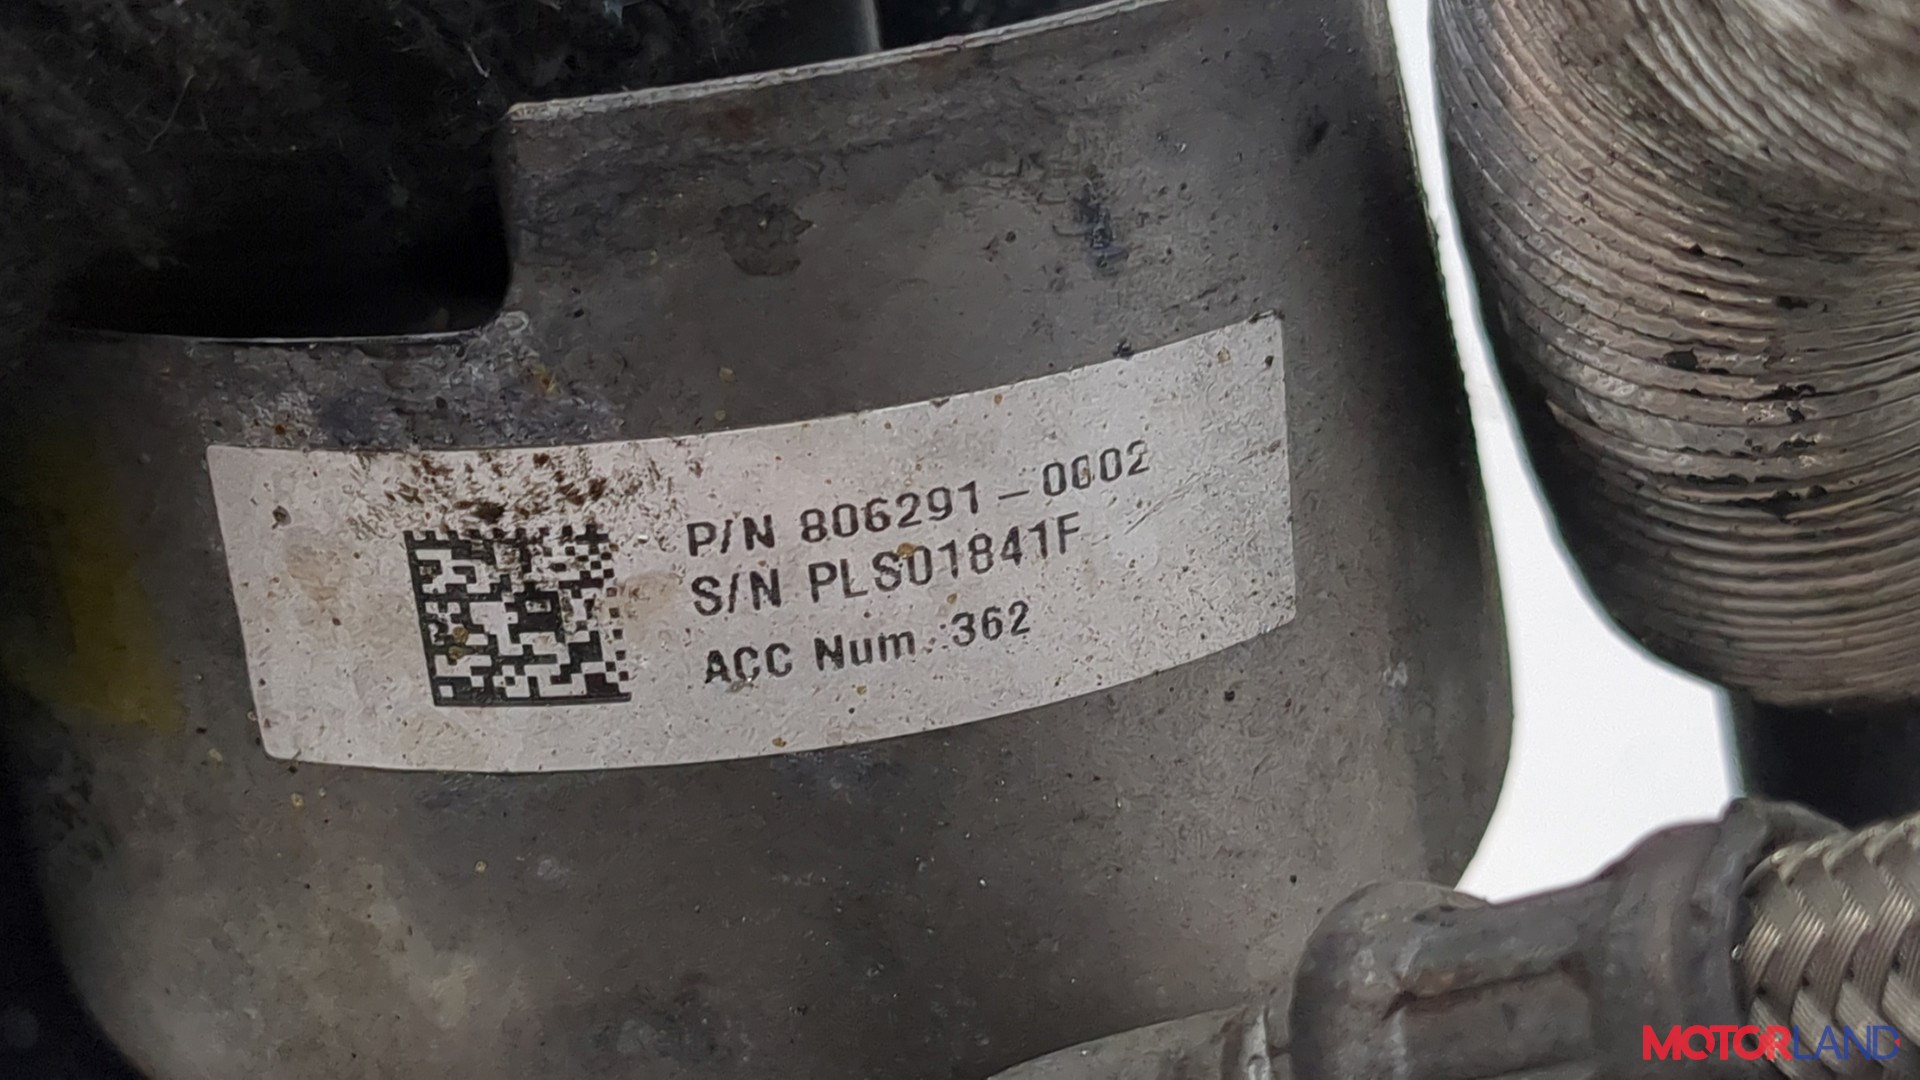 P/N 806291-0002
S/N PLS01841F
ACC Num.:362
MOTORLAND